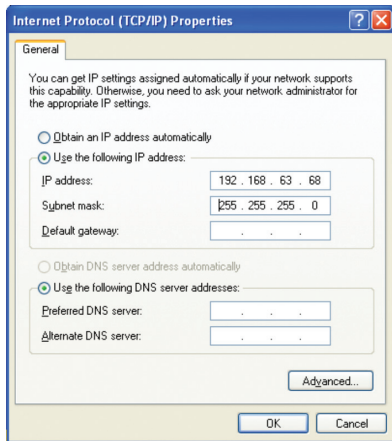 Internet Protocol (TCP/IP) Properties
General
You can get IP settings assigned automatically if your network supports
this capability. Otherwise, you need to ask your network administrator for
the appropriate IP settings.
Obtain an IP address automatically
Use the following IP address:
IP address: 192 . 168 . 63 . 68
Subnet mask: 255 . 255 . 255 . 0
Default gateway: . . .
Obtain DNS server address automatically
Use the following DNS server addresses:
Preferred DNS server: . . .
Alternate DNS server: . . .
Advanced...
OK Cancel